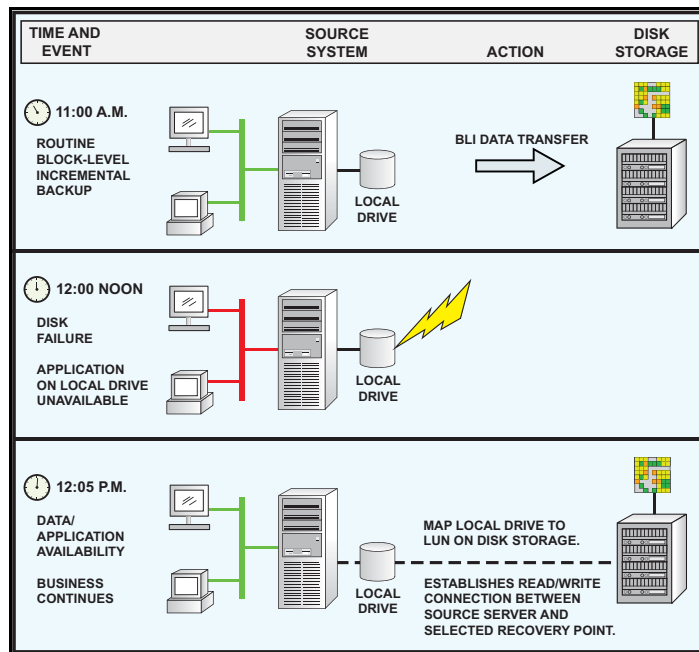 TIME AND
EVENT
SOURCE
SYSTEM
ACTION
DISK
STORAGE
11:00 A.M.
ROUTINE
BLOCK-LEVEL
INCREMENTAL
BACKUP
LOCAL
DRIVE
BLI DATA TRANSFER
12:00 NOON
DISK
FAILURE
APPLICATION
ON LOCAL DRIVE
UNAVAILABLE
LOCAL
DRIVE
12:05 P.M.
DATA/
APPLICATION
AVAILABILITY
BUSINESS
CONTINUES
LOCAL
DRIVE
MAP LOCAL DRIVE TO
LUN ON DISK STORAGE.
ESTABLISHES READ/WRITE
CONNECTION BETWEEN
SOURCE SERVER AND
SELECTED RECOVERY POINT.